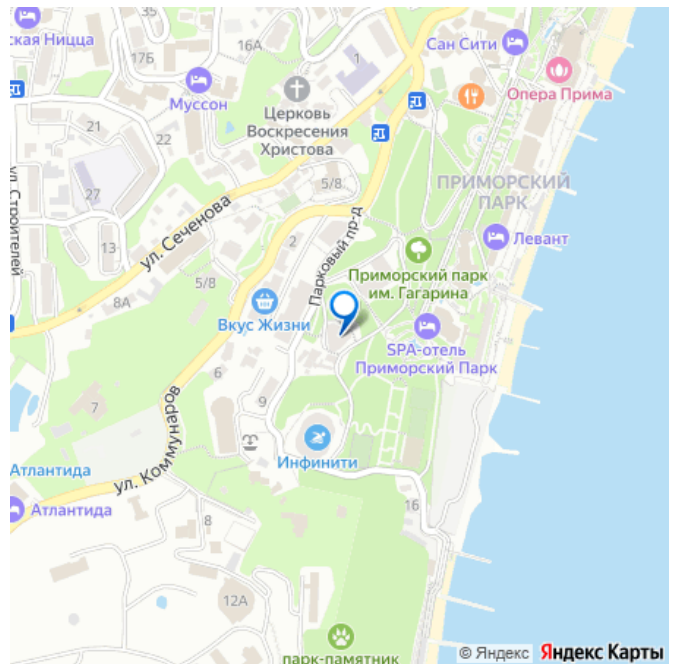 ская Ницца
16А
17Б
1
Сан Сити
Опера Прима
Муссон
Церковь
Воскресения
Христова
21
22
27
13
5/8
ул. Строителей
ул. Сеченова
ПРИМОРСКИЙ
ПАРК
Левант
2
Парковый пр-д
Приморский парк
им. Гагарина
5/8
8А
Вкус Жизни
SPA-отель
Приморский Парк
6
9
7
ул. Коммунаров
Инфинити
Атлантида
Атлантида
8
16
12А
парк-памятник
© Яндекс Яндекс Карты